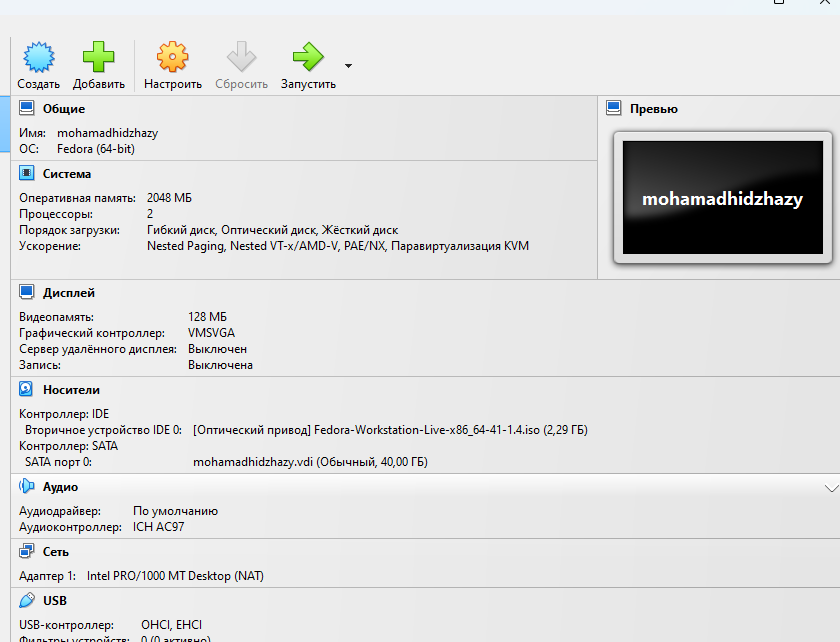 Создать Добавить Настроить Сбросить Запустить
Общие
Имя: mohamadhidzhazy
ОС: Fedora (64-bit)
Превью
mohamadhidzhazy
Система
Оперативная память: 2048 МБ
Процессоры: 2
Порядок загрузки: Гибкий диск, Оптический диск, Жёсткий диск
Ускорение: Nested Paging, Nested VT-x/AMD-V, PAE/NX, Паравиртуализация KVM
Дисплей
Видеопамять: 128 МБ
Графический контроллер: VMSVGA
Сервер удалённого дисплея: Выключен
Запись: Выключена
Носители
Контроллер: IDE
Вторичное устройство IDE 0: [Оптический привод] Fedora-Workstation-Live-x86_64-41-1.4.iso (2,29 ГБ)
Контроллер: SATA
SATA порт 0: mohamadhidzhazy.vdi (Обычный, 40,00 ГБ)
Аудио
Аудиодрайвер: По умолчанию
Аудиоконтроллер: ICH AC97
Сеть
Адаптер 1: Intel PRO/1000 MT Desktop (NAT)
USB
USB-контроллер: OHCI, EHCI
Фильтры устройств: 0 (0 активно)